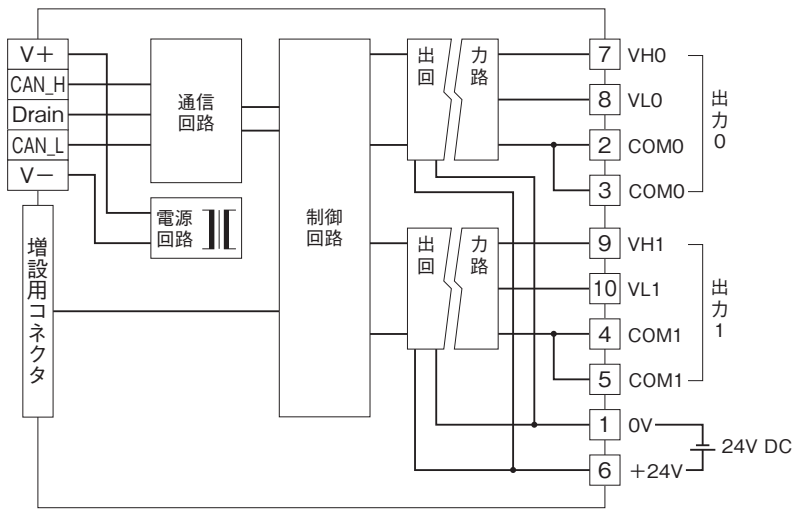 V+
CAN_H
Drain
CAN_L
V−
増設用コネクタ
通信
回路
電源
回路
制御
回路
出力
回路
出力
回路
7 VH0
8 VL0
2 COM0
3 COM0
出力0
9 VH1
10 VL1
4 COM1
5 COM1
出力1
1 0V
6 +24V
24V DC